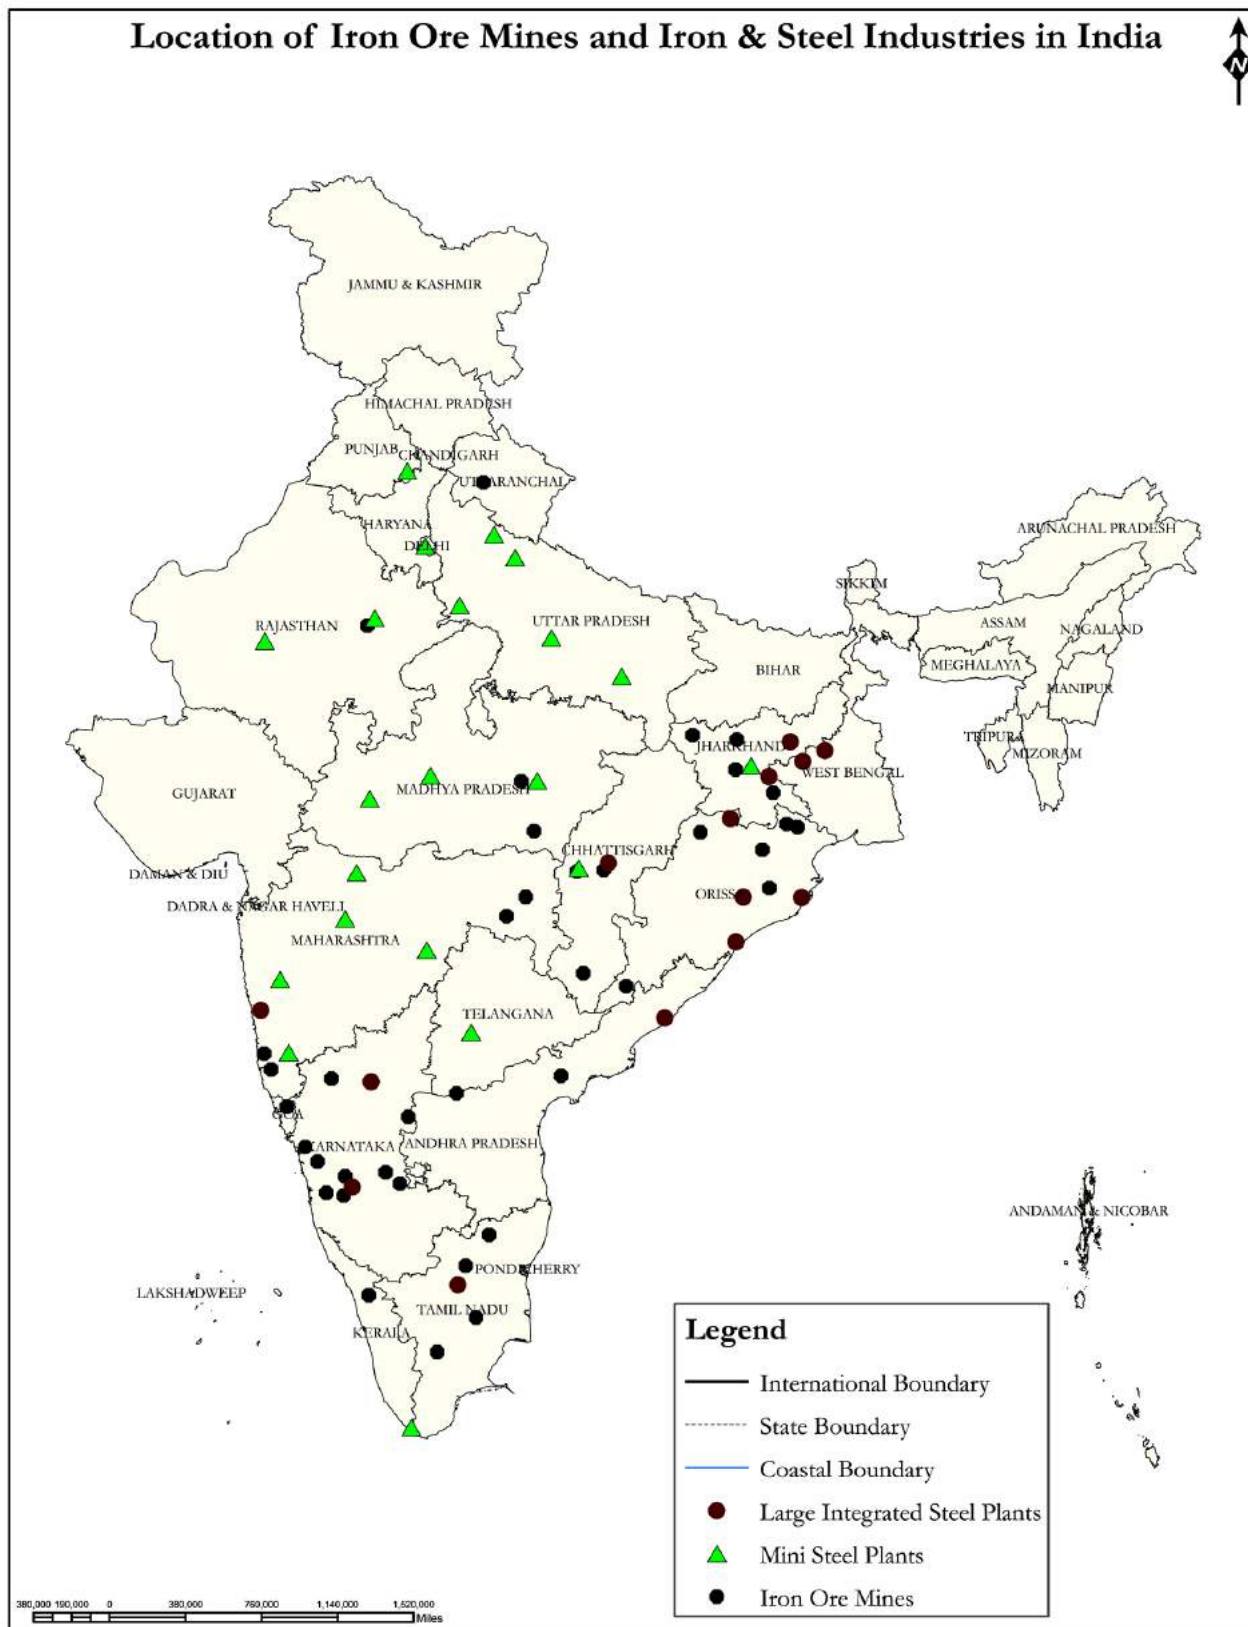 Location of Iron Ore Mines and Iron & Steel Industries in India
N
JAMMU & KASHMIR
HIMACHAL PRADESH
PUNJAB
CHANDIGARH
UTTARANCHAL
HARYANA
DELHI
ARUNACHAL PRADESH
SIKKIM
RAJASTHAN
UTTAR PRADESH
ASSAM
NAGALAND
MEGHALAYA
BIHAR
MANIPUR
TRIPURA
MIZORAM
JHARKHAND
WEST BENGAL
GUJARAT
MADHYA PRADESH
CHHATTISGARH
DAMAN & DIU
ORISS
DADRA & NAGAR HAVELI
MAHARASHTRA
TELANGANA
GOA
KARNATAKA
ANDHRA PRADESH
ANDAMAN & NICOBAR
PONDICHERRY
LAKSHADWEEP
TAMIL NADU
KERALA
Legend
International Boundary
State Boundary
Coastal Boundary
Large Integrated Steel Plants
Mini Steel Plants
Iron Ore Mines
380,000 190,000 0 380,000 760,000 1,140,000 1,520,000
Miles